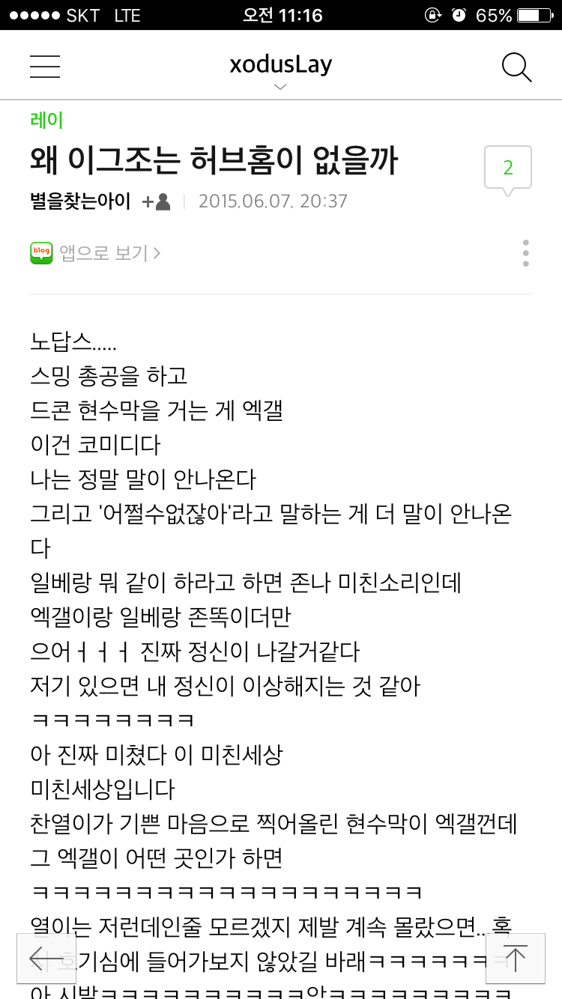 SKT LTE 오전 11:16 65%
xodusLay
레이
왜 이그조는 허브홈이 없을까
2
별을찾는아이 2015.06.07. 20:37
blog 앱으로 보기
노답스.....
스밍 총공을 하고
드콘 현수막을 거는 게 엑갤
이건 코미디다
나는 정말 말이 안나온다
그리고 '어쩔수없잖아'라고 말하는 게 더 말이 안나온
다
일베랑 뭐 같이 하라고 하면 존나 미친소리인데
엑갤이랑 일베랑 존똑이더만
으어ㅓㅓㅓ 진짜 정신이 나갈거같다
저기 있으면 내 정신이 이상해지는 것 같아
ㅋㅋㅋㅋㅋㅋㅋㅋ
아 진짜 미쳤다 이 미친세상
미친세상입니다
찬열이가 기쁜 마음으로 찍어올린 현수막이 엑갤껀데
그 엑갤이 어떤 곳인가 하면
ㅋㅋㅋㅋㅋㅋㅋㅋㅋㅋㅋㅋㅋㅋㅋㅋㅋㅋㅋ
열이는 저런데인줄 모르겠지 제발 계속 몰랐으면.. 혹
시 호기심에 들어가보지 않았길 바래ㅋㅋㅋㅋㅋㅋㅋ
아 시발ㅋㅋㅋㅋㅋㅋㅋㅋㅋㅋ악ㅋㅋㅋㅋㅋㅋㅋㅋㅋ